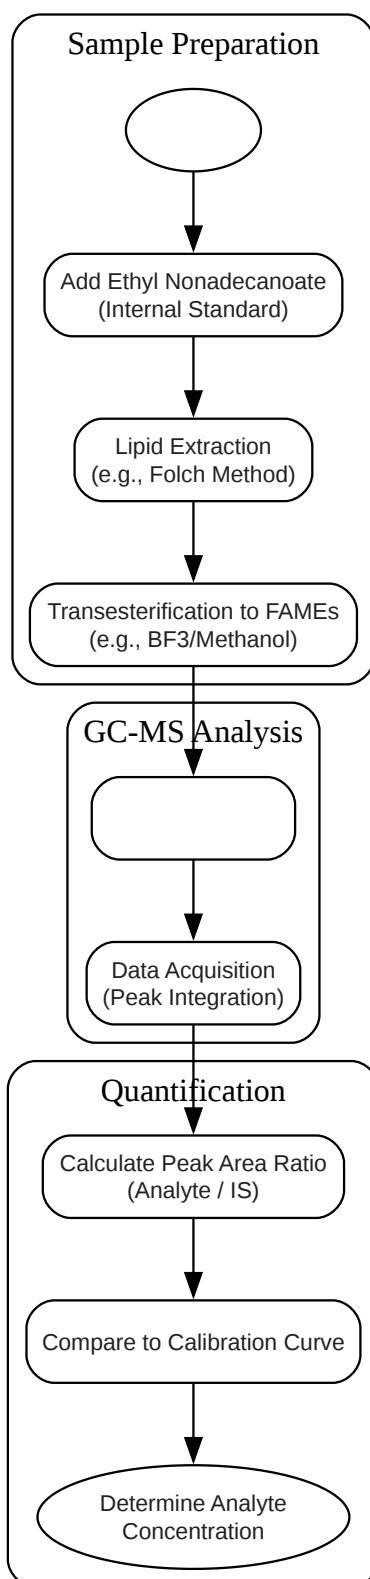 Sample Preparation
Add Ethyl Nonadecanoate
(Internal Standard)
Lipid Extraction
(e.g., Folch Method)
Transesterification to FAMEs
(e.g., BF3/Methanol)
GC-MS Analysis
Data Acquisition
(Peak Integration)
Quantification
Calculate Peak Area Ratio
(Analyte / IS)
Compare to Calibration Curve
Determine Analyte
Concentration